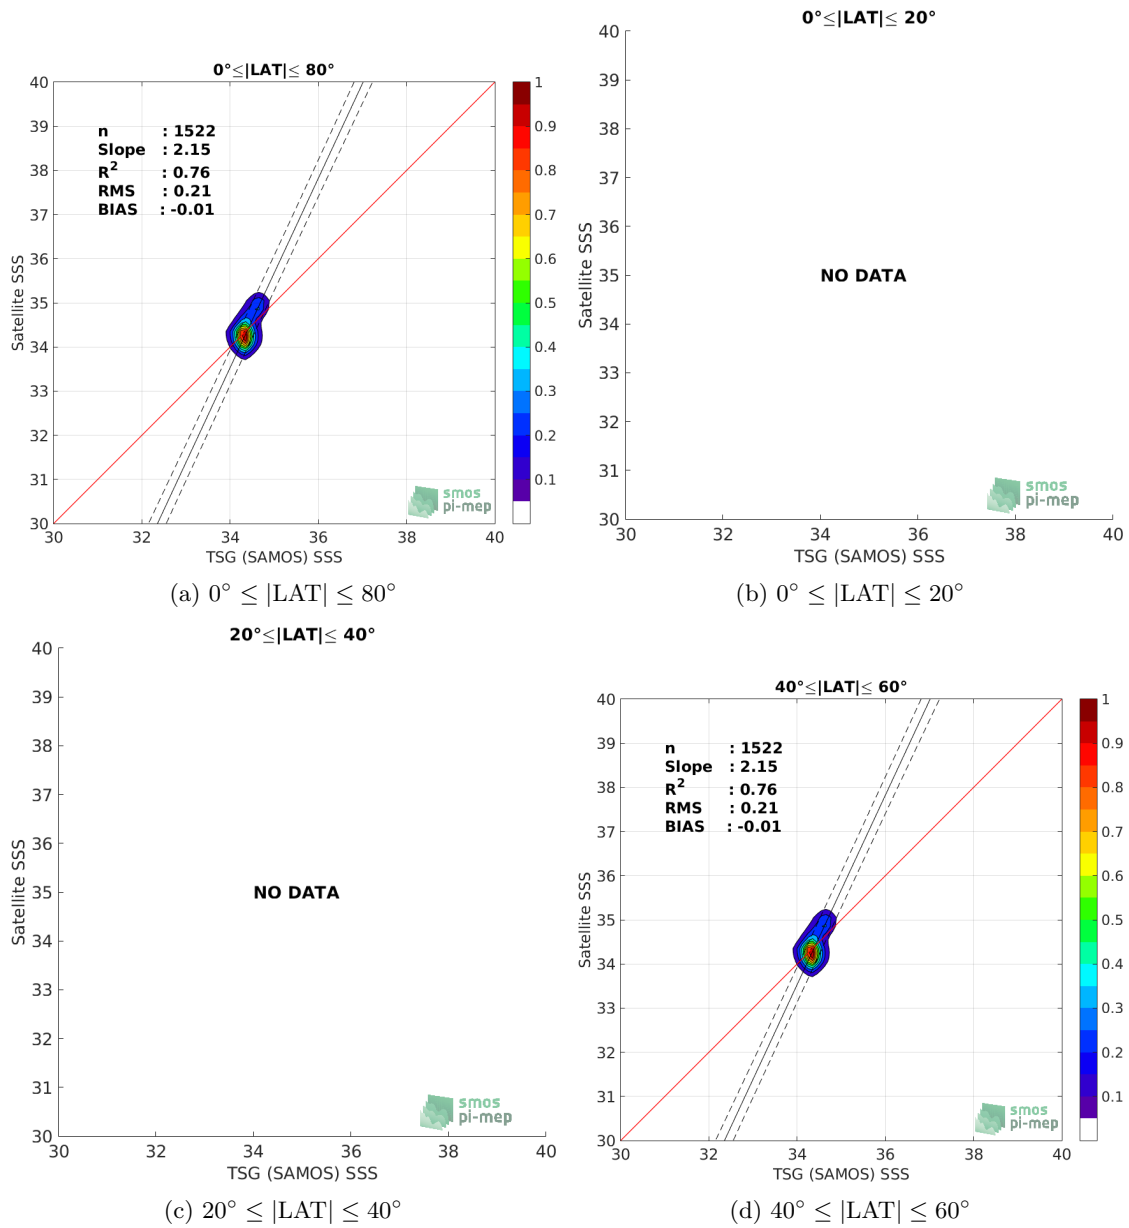 0°≤|LAT|≤ 80°
n : 1522
Slope : 2.15
R² : 0.76
RMS : 0.21
BIAS : -0.01
40
39
38
37
36
35
34
33
32
31
30
Satellite SSS
30 32 34 36 38 40
TSG (SAMOS) SSS
1
0.9
0.8
0.7
0.6
0.5
0.4
0.3
0.2
0.1
smos
pi-mep
(a) 0° ≤ |LAT| ≤ 80°
0°≤|LAT|≤ 20°
40
39
38
37
36
35
34
33
32
31
30
Satellite SSS
NO DATA
smos
pi-mep
30 32 34 36 38 40
TSG (SAMOS) SSS
(b) 0° ≤ |LAT| ≤ 20°
20°≤|LAT|≤ 40°
40
39
38
37
36
35
34
33
32
31
30
Satellite SSS
NO DATA
smos
pi-mep
30 32 34 36 38 40
TSG (SAMOS) SSS
(c) 20° ≤ |LAT| ≤ 40°
40°≤|LAT|≤ 60°
n : 1522
Slope : 2.15
R² : 0.76
RMS : 0.21
BIAS : -0.01
40
39
38
37
36
35
34
33
32
31
30
Satellite SSS
30 32 34 36 38 40
TSG (SAMOS) SSS
1
0.9
0.8
0.7
0.6
0.5
0.4
0.3
0.2
0.1
smos
pi-mep
(d) 40° ≤ |LAT| ≤ 60°